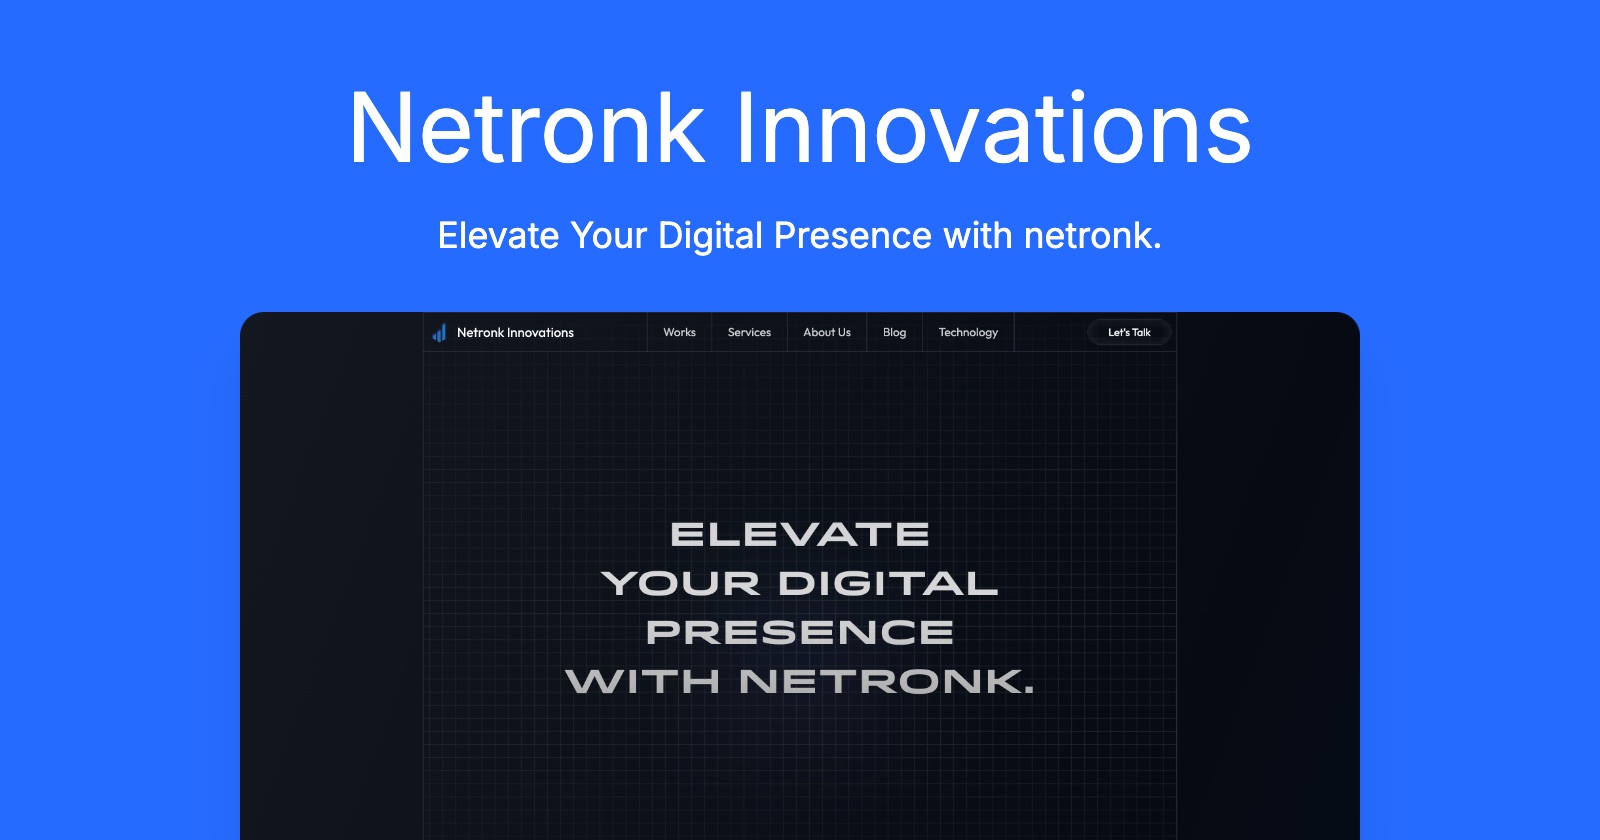 Netronk Innovations
Elevate Your Digital Presence with netronk.
Netronk Innovations
Works
Services
About Us
Blog
Technology
Let's Talk
ELEVATE
YOUR DIGITAL
PRESENCE
WITH NETRONK.